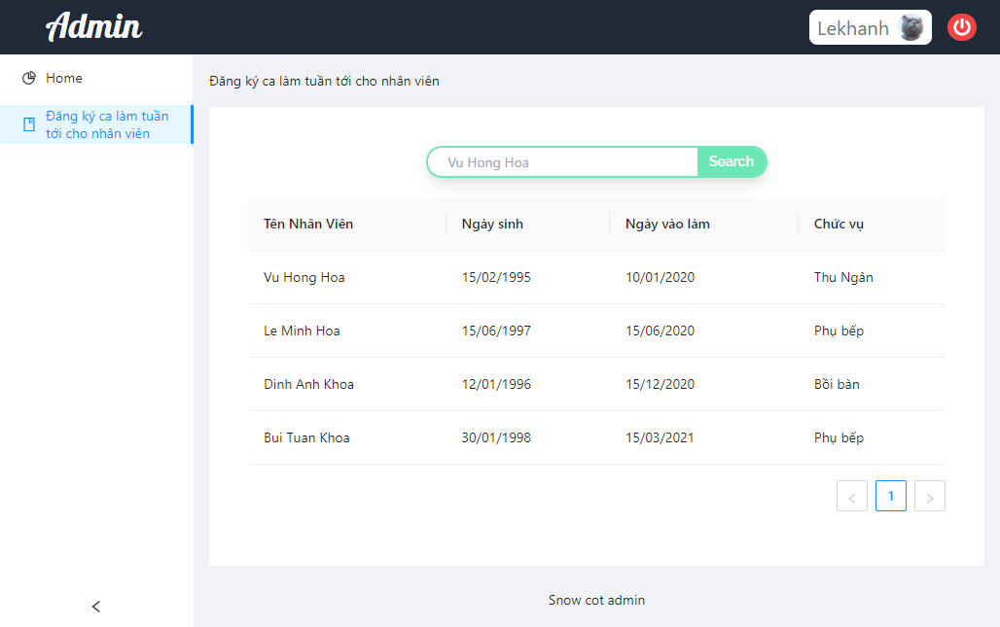 Admin
Lekhanh
Home
Đăng ký ca làm tuần
tới cho nhân viên
Đăng ký ca làm tuần tới cho nhân viên
Vu Hong Hoa Search
Tên Nhân Viên Ngày sinh Ngày vào làm Chức vụ
Vu Hong Hoa 15/02/1995 10/01/2020 Thu Ngân
Le Minh Hoa 15/06/1997 15/06/2020 Phụ bếp
Dinh Anh Khoa 12/01/1996 15/12/2020 Bồi bàn
Bui Tuan Khoa 30/01/1998 15/03/2021 Phụ bếp
< 1 >
Snow cot admin